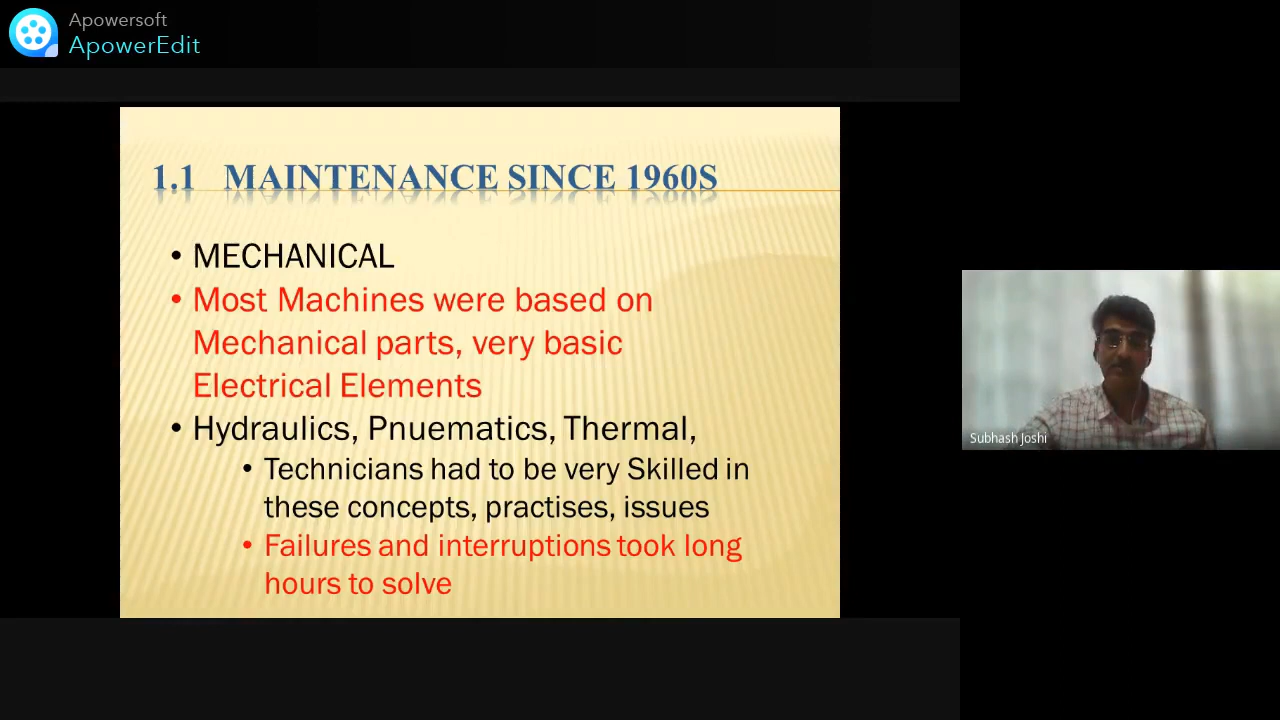 Apowersoft
ApowerEdit
1.1 MAINTENANCE SINCE 1960S
• MECHANICAL
• Most Machines were based on
Mechanical parts, very basic
Electrical Elements
• Hydraulics, Pnuematics, Thermal,
• Technicians had to be very Skilled in
these concepts, practises, issues
• Failures and interruptions took long
hours to solve
Subhash Joshi